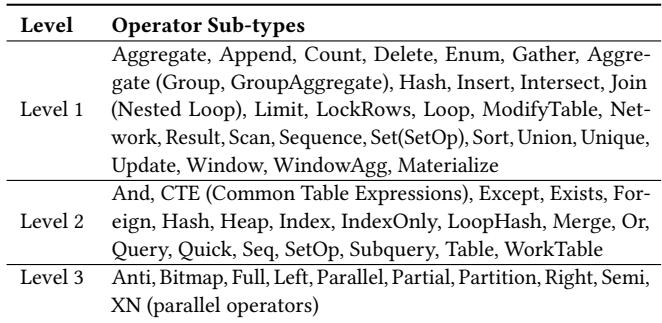 Level Operator Sub-types
Aggregate, Append, Count, Delete, Enum, Gather, Aggre-
gate (Group, GroupAggregate), Hash, Insert, Intersect, Join
Level 1 (Nested Loop), Limit, LockRows, Loop, ModifyTable, Net-
work, Result, Scan, Sequence, Set(SetOp), Sort, Union, Unique,
Update, Window, WindowAgg, Materialize
And, CTE (Common Table Expressions), Except, Exists, For-
Level 2 eign, Hash, Heap, Index, IndexOnly, LoopHash, Merge, Or,
Query, Quick, Seq, SetOp, Subquery, Table, WorkTable
Level 3 Anti, Bitmap, Full, Left, Parallel, Partial, Partition, Right, Semi,
XN (parallel operators)